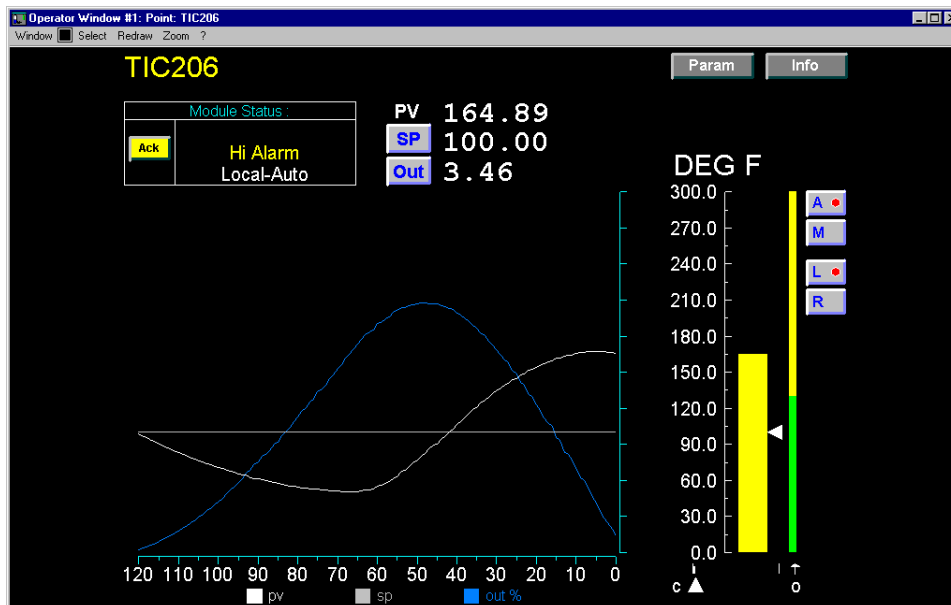 Operator Window #1: Point: TIC206
Window Select Redraw Zoom ?
TIC206
Param Info
Module Status :
Ack
Hi Alarm
Local-Auto
PV 164.89
SP 100.00
Out 3.46
DEG F
300.0
270.0
240.0
210.0
180.0
150.0
120.0
90.0
60.0
30.0
0.0
A
M
L
R
120 110 100 90 80 70 60 50 40 30 20 10 0
pv sp out %
C O